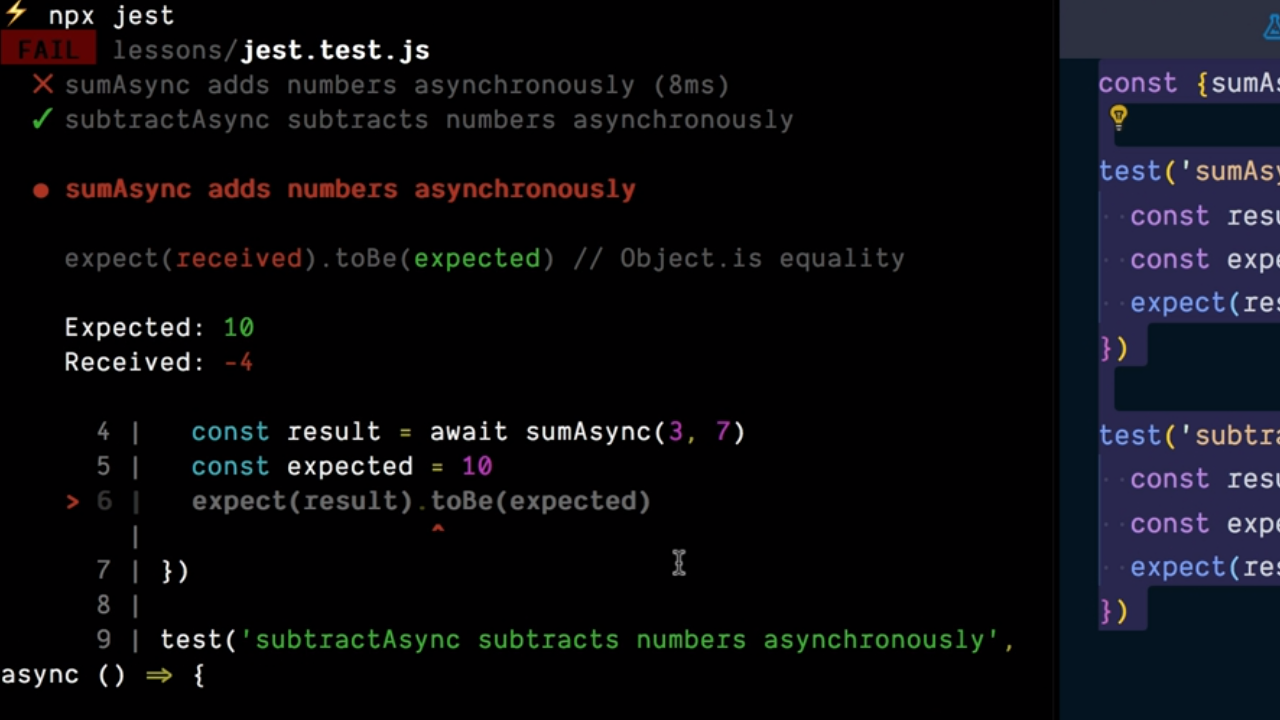 ⚡ npx jest
FAIL lessons/jest.test.js
✕ sumAsync adds numbers asynchronously (8ms)
✓ subtractAsync subtracts numbers asynchronously
● sumAsync adds numbers asynchronously
expect(received).toBe(expected) // Object.is equality
Expected: 10
Received: -4
4 | const result = await sumAsync(3, 7)
5 | const expected = 10
> 6 | expect(result).toBe(expected)
| ^
7 | })
8 |
9 | test('subtractAsync subtracts numbers asynchronously',
async () => {
const {sumAs
test('sumAsy
const resu
const expe
expect(res
})
test('subtra
const resu
const expe
expect(res
})